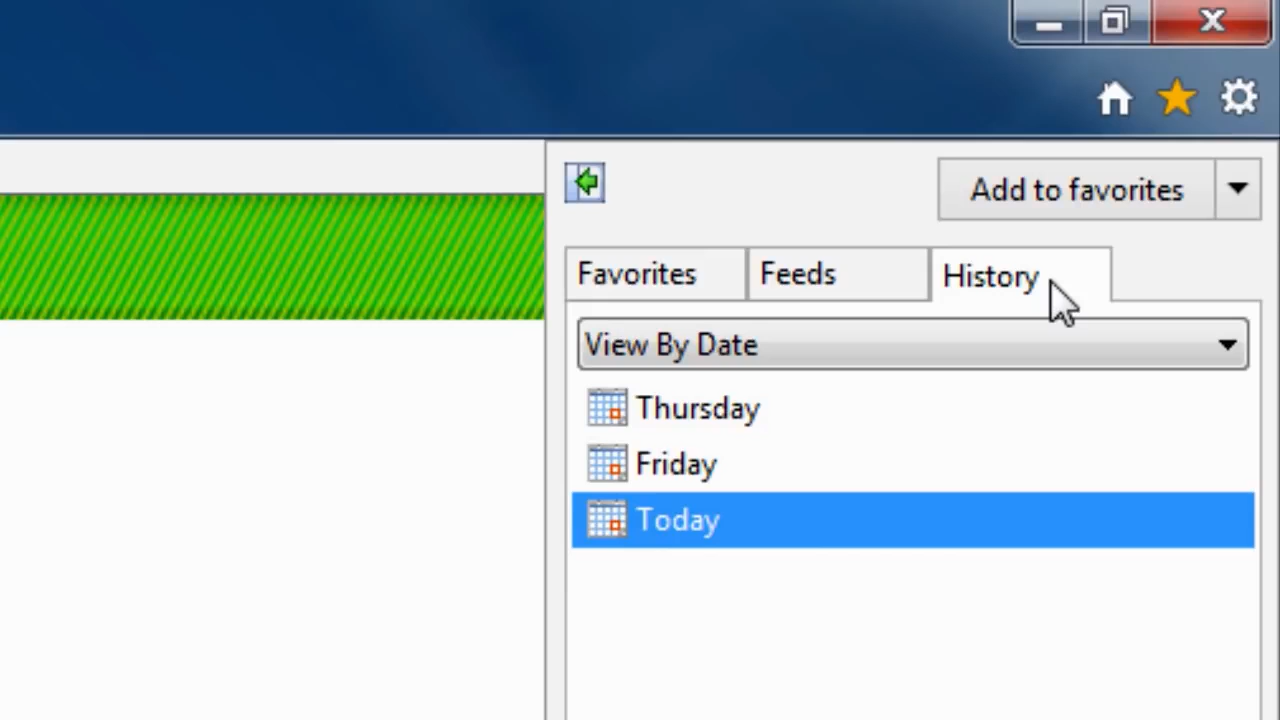 Add to favorites
Favorites
Feeds
History
View By Date
Thursday
Friday
Today